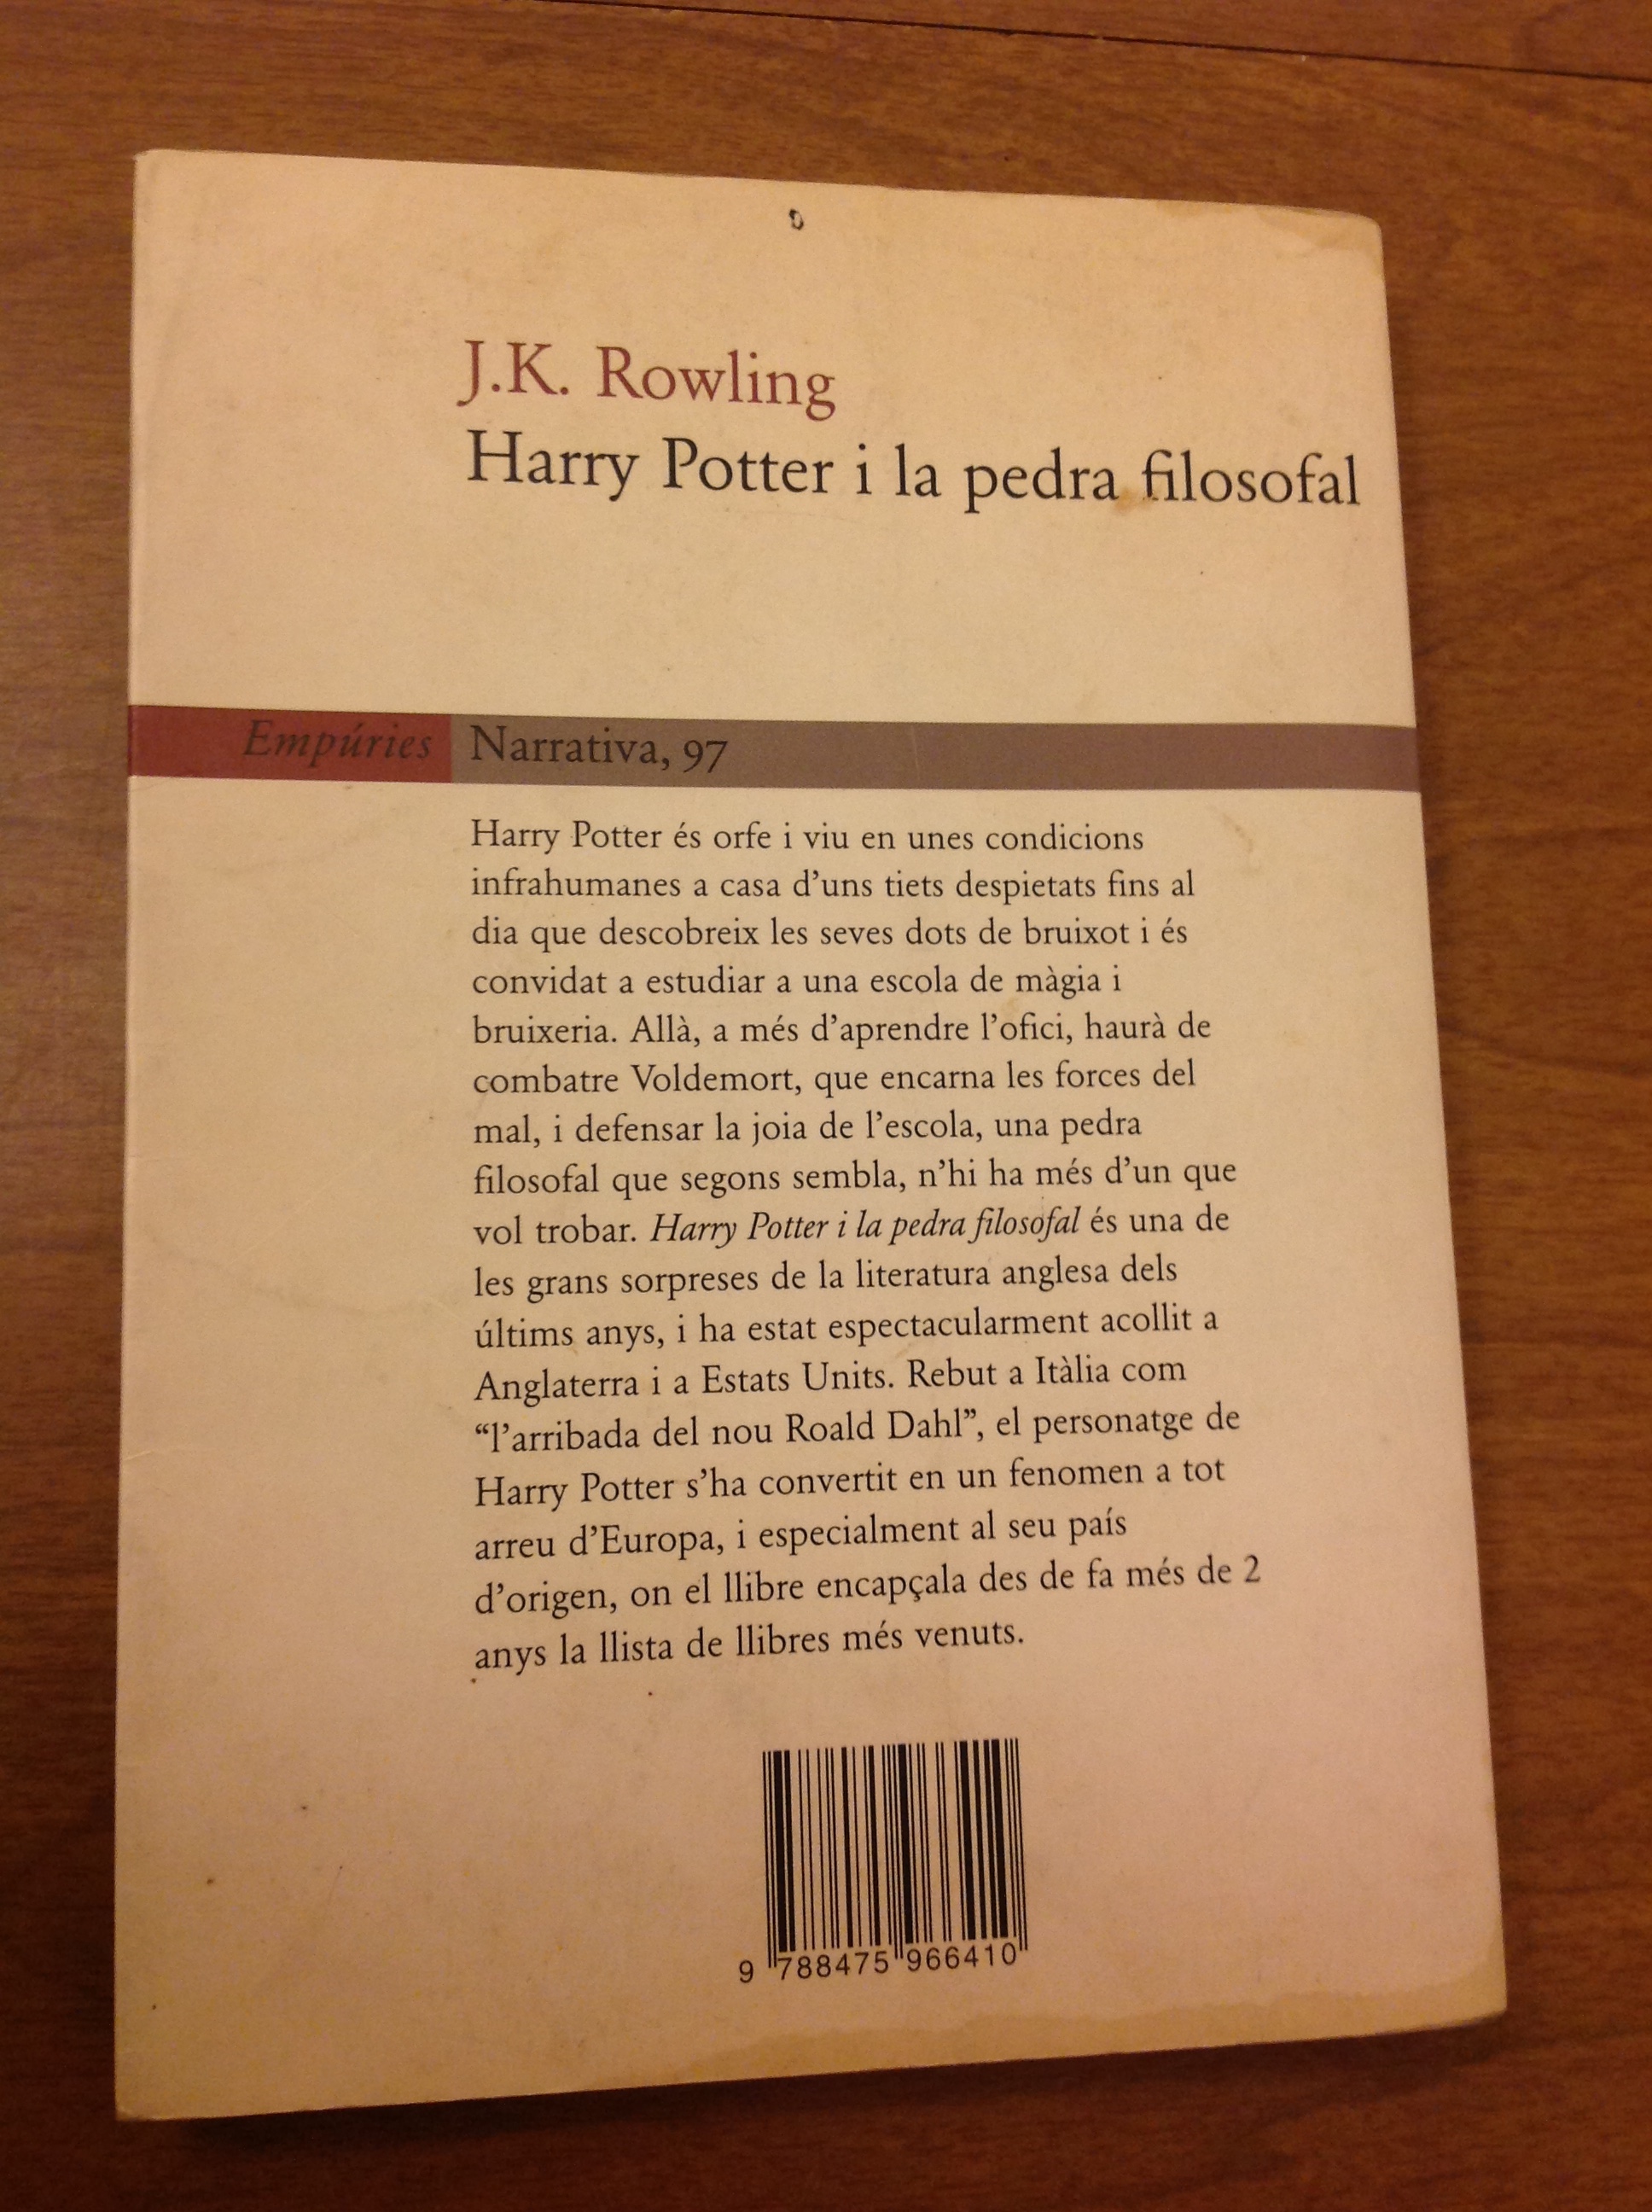 J.K. Rowling
Harry Potter i la pedra filosofal
Empúries Narrativa, 97
Harry Potter és orfe i viu en unes condicions
infrahumanes a casa d'uns tiets despietats fins al
dia que descobreix les seves dots de bruixot i és
convidat a estudiar a una escola de màgia i
bruixeria. Allà, a més d'aprendre l'ofici, haurà de
combatre Voldemort, que encarna les forces del
mal, i defensar la joia de l'escola, una pedra
filosofal que segons sembla, n'hi ha més d'un que
vol trobar. Harry Potter i la pedra filosofal és una de
les grans sorpreses de la literatura anglesa dels
últims anys, i ha estat espectacularment acollit a
Anglaterra i a Estats Units. Rebut a Itàlia com
“l'arribada del nou Roald Dahl”, el personatge de
Harry Potter s'ha convertit en un fenomen a tot
arreu d'Europa, i especialment al seu país
d'origen, on el llibre encapçala des de fa més de 2
anys la llista de llibres més venuts.
9 788475 966410